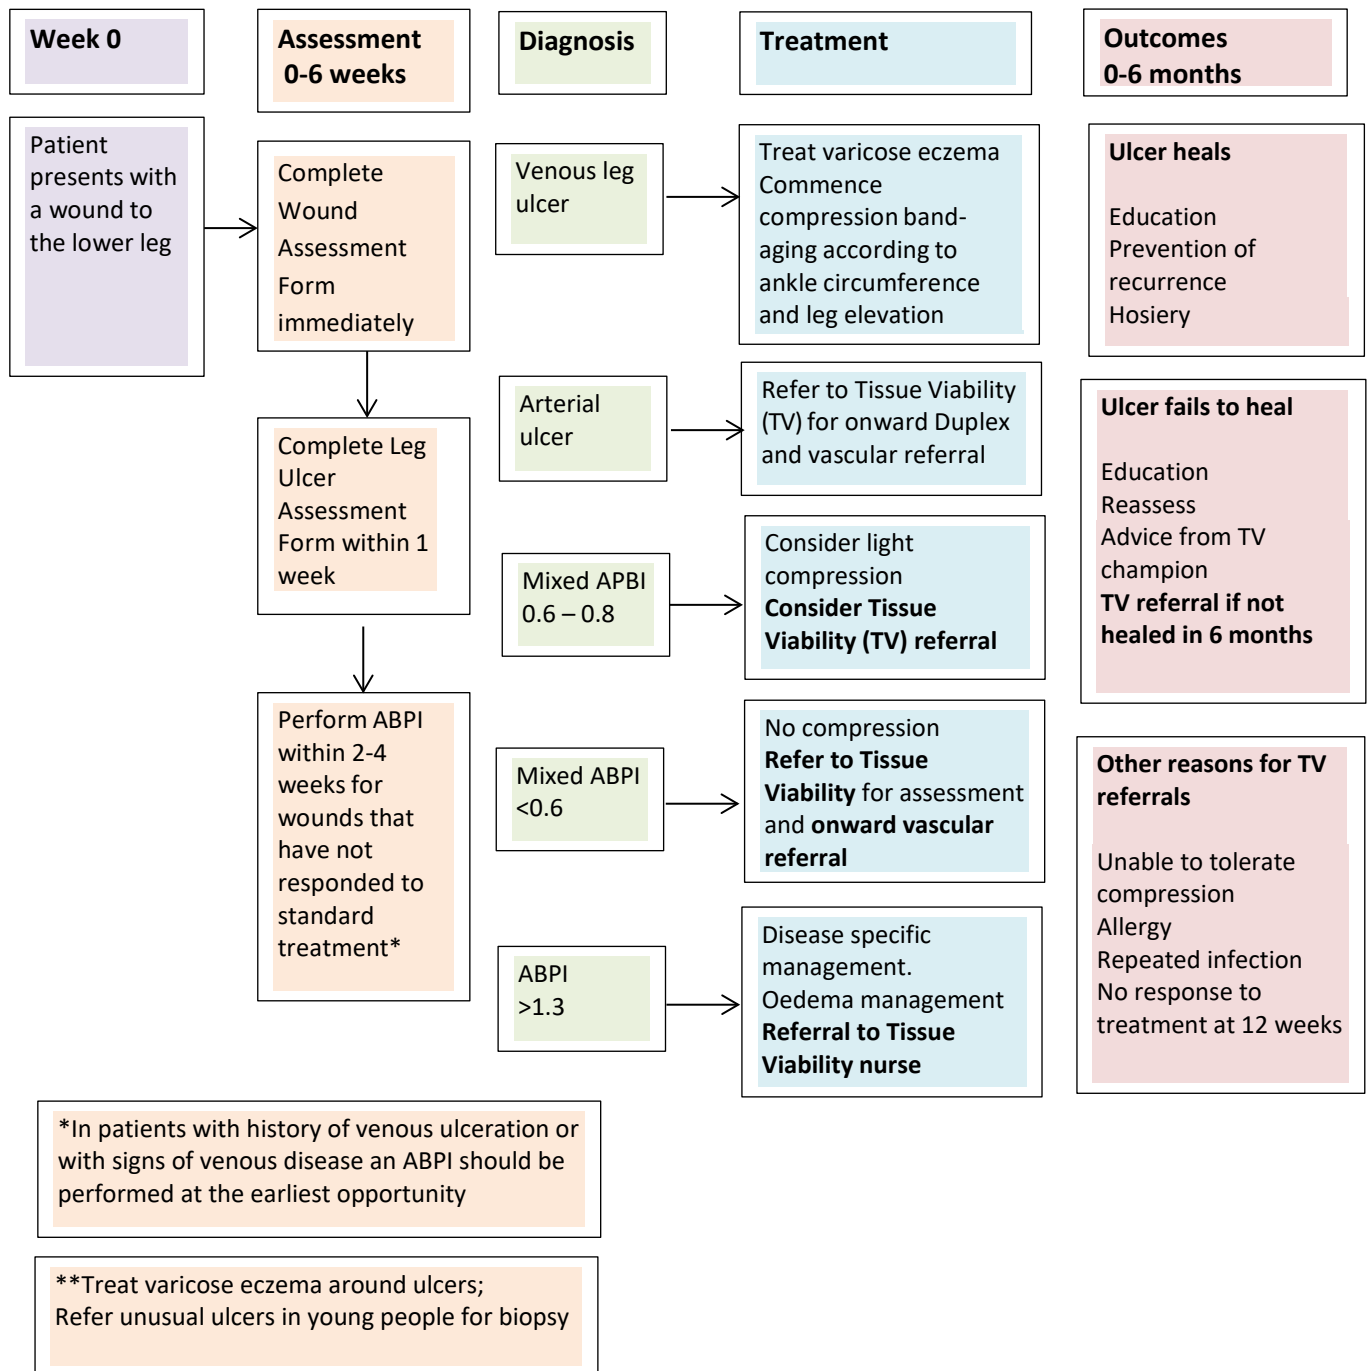 Week 0
Assessment
0-6 weeks
Diagnosis
Treatment
Outcomes
0-6 months
Patient
presents with
a wound to
the lower leg
Complete
Wound
Assessment
Form
immediately
Complete Leg
Ulcer
Assessment
Form within 1
week
Perform ABPI
within 2-4
weeks for
wounds that
have not
responded to
standard
treatment*
Venous leg
ulcer
Treat varicose eczema
Commence
compression band-
aging according to
ankle circumference
and leg elevation
Arterial
ulcer
Refer to Tissue Viability
(TV) for onward Duplex
and vascular referral
Mixed APBI
0.6 – 0.8
Consider light
compression
Consider Tissue
Viability (TV) referral
Mixed ABPI
<0.6
No compression
Refer to Tissue
Viability for assessment
and onward vascular
referral
ABPI
>1.3
Disease specific
management.
Oedema management
Referral to Tissue
Viability nurse
Ulcer heals
Education
Prevention of
recurrence
Hosiery
Ulcer fails to heal
Education
Reassess
Advice from TV
champion
TV referral if not
healed in 6 months
Other reasons for TV
referrals
Unable to tolerate
compression
Allergy
Repeated infection
No response to
treatment at 12 weeks
*In patients with history of venous ulceration or
with signs of venous disease an ABPI should be
performed at the earliest opportunity
**Treat varicose eczema around ulcers;
Refer unusual ulcers in young people for biopsy